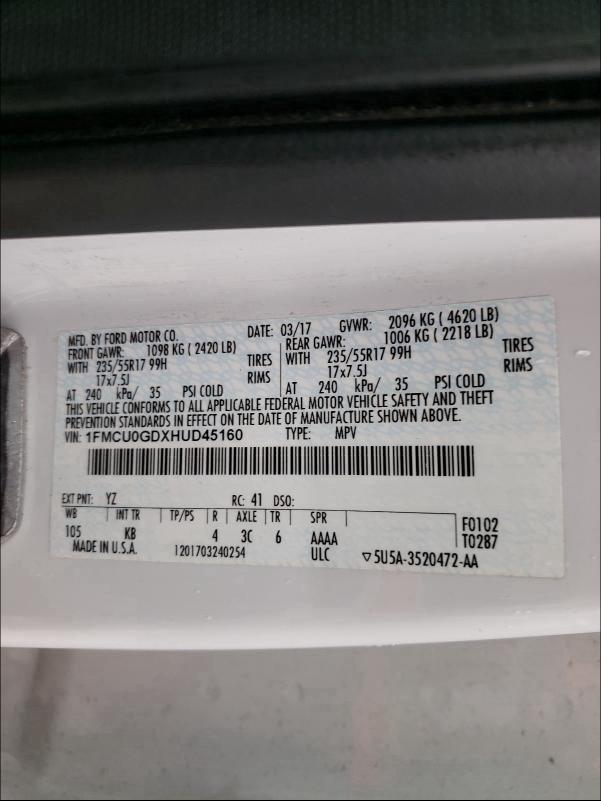 MFD. BY FORD MOTOR CO. DATE: 03/17 GVWR: 2096 KG ( 4620 LB)
FRONT GAWR: 1098 KG ( 2420 LB) REAR GAWR: 1006 KG ( 2218 LB)
WITH 235/55R17 99H TIRES WITH 235/55R17 99H TIRES
17x7.5J RIMS 17x7.5J RIMS
AT 240 kPa/ 35 PSI COLD AT 240 kPa/ 35 PSI COLD
THIS VEHICLE CONFORMS TO ALL APPLICABLE FEDERAL MOTOR VEHICLE SAFETY AND THEFT
PREVENTION STANDARDS IN EFFECT ON THE DATE OF MANUFACTURE SHOWN ABOVE.
VIN: 1FMCU0GDXHUD45160 TYPE: MPV
EXT PNT: YZ RC: 41 DSO:
WB INT TR TP/PS R AXLE TR SPR F0102
105 KB 4 3C 6 AAAA T0287
MADE IN U.S.A. 1201703240254 ULC ▽5U5A-3520472-AA